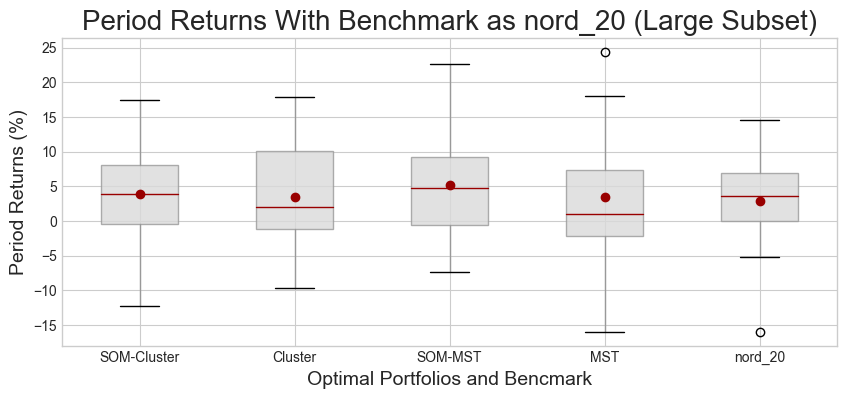 Period Returns With Benchmark as nord_20 (Large Subset)
25
20
15
10
5
0
−5
−10
−15
Period Returns (%)
SOM-Cluster Cluster SOM-MST MST nord_20
Optimal Portfolios and Bencmark